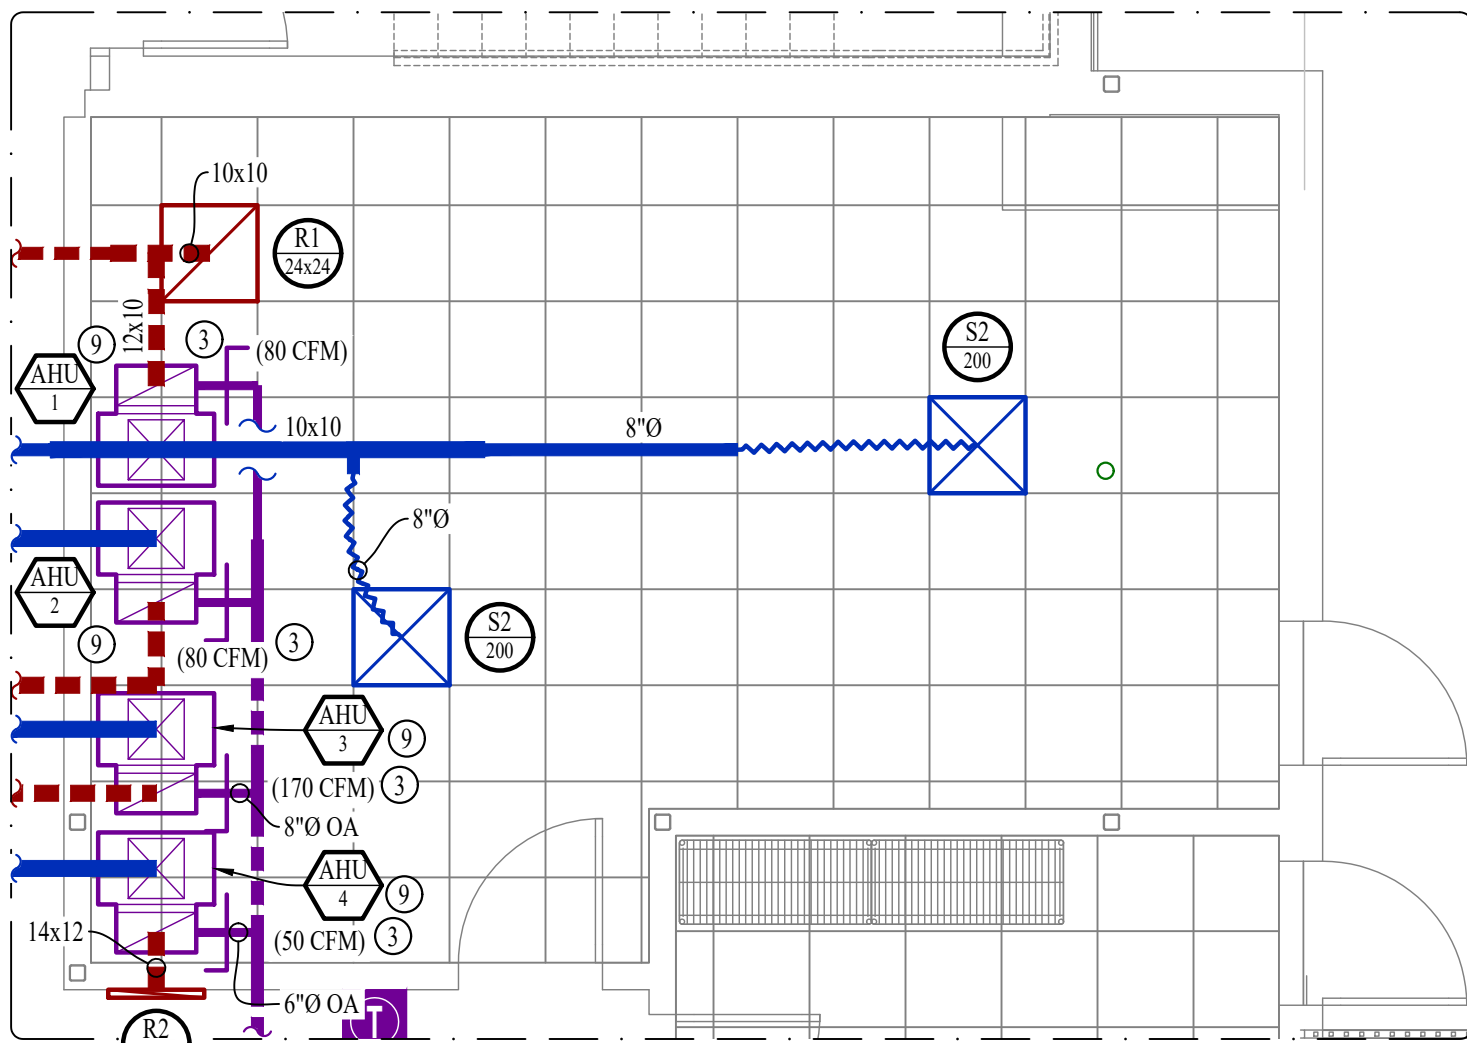 10x10
R1
24x24
12x10
9
3
(80 CFM)
AHU
1
S2
200
10x10
8"Ø
8"Ø
AHU
2
9
(80 CFM)
3
S2
200
AHU
3
9
(170 CFM)
3
8"Ø OA
AHU
4
9
14x12
(50 CFM)
3
6"Ø OA
T
R2